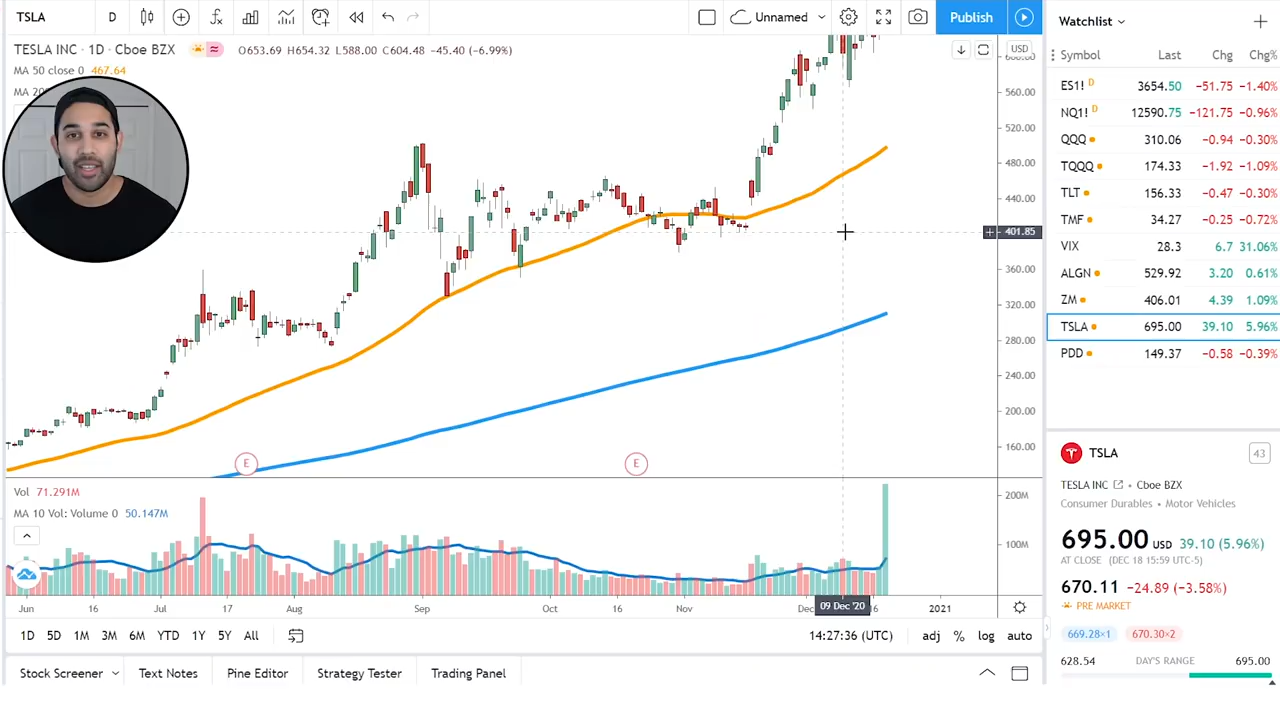 TSLA D Unnamed Publish
TESLA INC · 1D · Cboe BZX O653.69 H654.32 L588.00 C604.48 −45.40 (−6.99%)
MA 50 close 0 467.64
USD
600.00
560.00
520.00
480.00
440.00
401.85
360.00
320.00
280.00
240.00
200.00
160.00
E E
Vol 71.291M
MA 10 Vol: Volume 0 50.147M
200M
100M
Jun 16 Jul 17 Aug Sep Oct 16 Nov Dec 09 Dec '20 16 2021
1D 5D 1M 3M 6M YTD 1Y 5Y All 14:27:36 (UTC) adj % log auto
Stock Screener Text Notes Pine Editor Strategy Tester Trading Panel
Watchlist
Symbol Last Chg Chg%
ES1! D 3654.50 −51.75 −1.40%
NQ1! D 12590.75 −121.75 −0.96%
QQQ 310.06 −0.94 −0.30%
TQQQ 174.33 −1.92 −1.09%
TLT 156.33 −0.47 −0.30%
TMF 34.27 −0.25 −0.72%
VIX 28.3 6.7 31.06%
ALGN 529.92 3.20 0.61%
ZM 406.01 4.39 1.09%
TSLA 695.00 39.10 5.96%
PDD 149.37 −0.58 −0.39%
TSLA 43
TESLA INC • Cboe BZX
Consumer Durables • Motor Vehicles
695.00 USD 39.10 (5.96%)
AT CLOSE (DEC 18 15:59 UTC-5)
670.11 −24.89 (−3.58%)
PRE MARKET
669.28×1 670.30×2
628.54 DAY'S RANGE 695.00